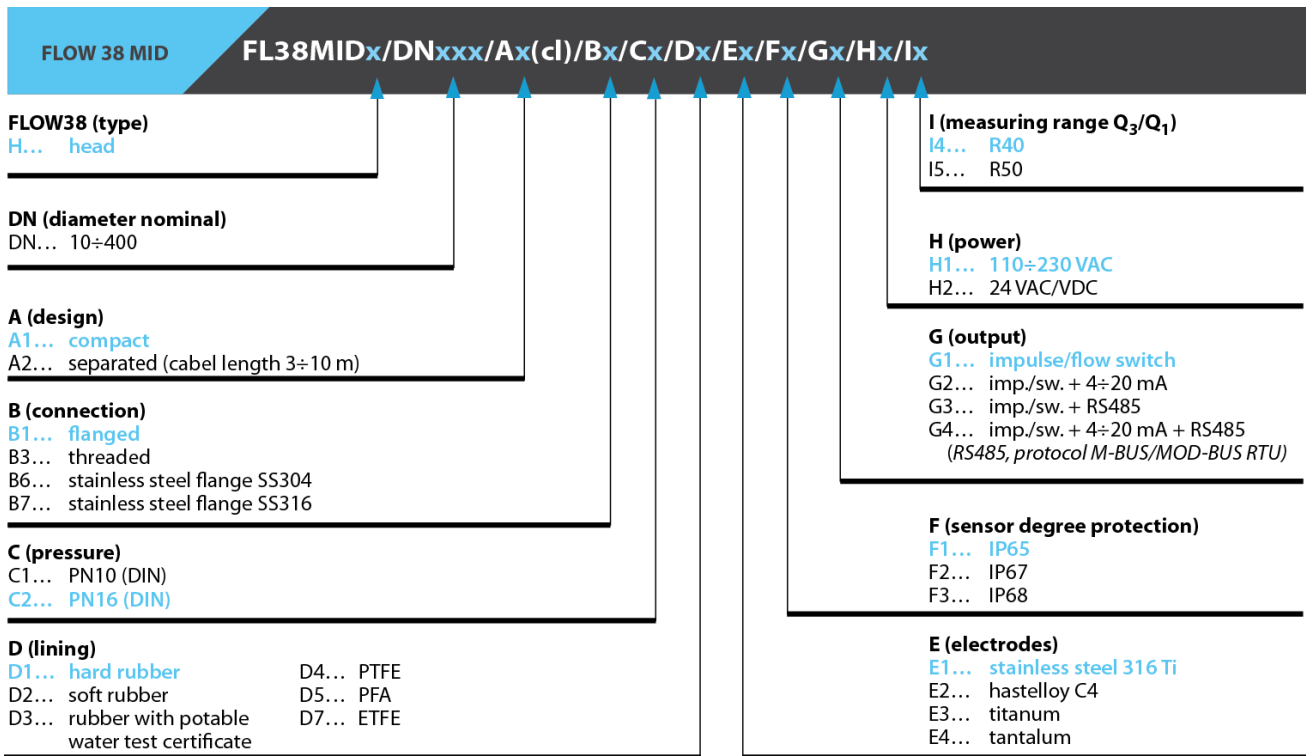 FLOW 38 MID
FL38MIDx/DNxxx/Ax(cl)/Bx/Cx/Dx/Ex/Fx/Gx/Hx/Ix
FLOW38 (type)
H... head
DN (diameter nominal)
DN... 10÷400
A (design)
A1... compact
A2... separated (cabel length 3÷10 m)
B (connection)
B1... flanged
B3... threaded
B6... stainless steel flange SS304
B7... stainless steel flange SS316
C (pressure)
C1... PN10 (DIN)
C2... PN16 (DIN)
D (lining)
D1... hard rubber
D2... soft rubber
D3... rubber with potable
water test certificate
D4... PTFE
D5... PFA
D7... ETFE
I (measuring range Q₃/Q₁)
I4... R40
I5... R50
H (power)
H1... 110÷230 VAC
H2... 24 VAC/VDC
G (output)
G1... impulse/flow switch
G2... imp./sw. + 4÷20 mA
G3... imp./sw. + RS485
G4... imp./sw. + 4÷20 mA + RS485
(RS485, protocol M-BUS/MOD-BUS RTU)
F (sensor degree protection)
F1... IP65
F2... IP67
F3... IP68
E (electrodes)
E1... stainless steel 316 Ti
E2... hastelloy C4
E3... titanum
E4... tantalum